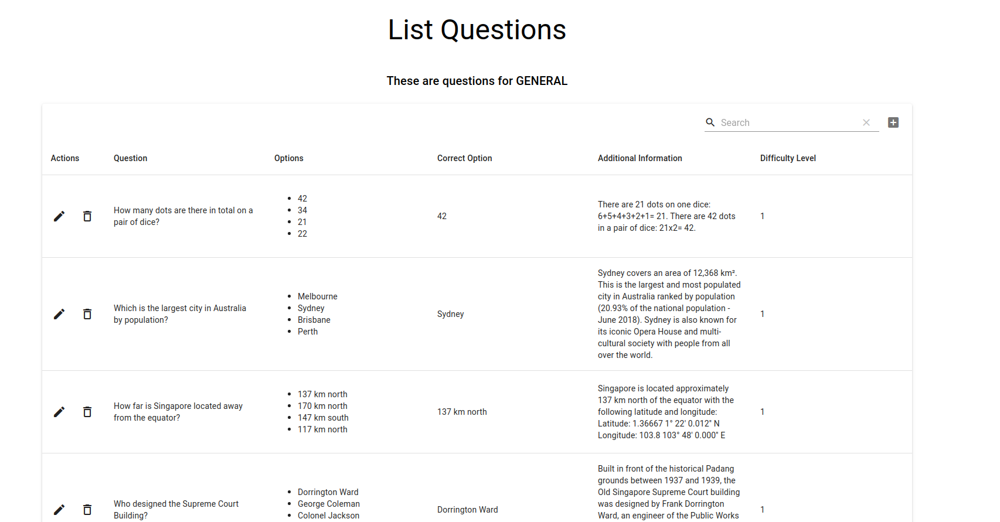 List Questions
These are questions for GENERAL
Search
Actions Question Options Correct Option Additional Information Difficulty Level
How many dots are there in total on a
pair of dice?
42
34
21
22
42
There are 21 dots on one dice:
6+5+4+3+2+1= 21. There are 42 dots
in a pair of dice: 21x2= 42.
1
Which is the largest city in Australia
by population?
Melbourne
Sydney
Brisbane
Perth
Sydney
Sydney covers an area of 12,368 km².
This is the largest and most populated
city in Australia ranked by population
(20.93% of the national population -
June 2018). Sydney is also known for
its iconic Opera House and multi-
cultural society with people from all
over the world.
1
How far is Singapore located away
from the equator?
137 km north
170 km north
147 km south
117 km north
137 km north
Singapore is located approximately
137 km north of the equator with the
following latitude and longitude:
Latitude: 1.36667 1° 22' 0.012" N
Longitude: 103.8 103° 48' 0.000" E
1
Who designed the Supreme Court
Building?
Dorrington Ward
George Coleman
Colonel Jackson
Dorrington Ward
Built in front of the historical Padang
grounds between 1937 and 1939, the
Old Singapore Supreme Court building
was designed by Frank Dorrington
Ward, an engineer of the Public Works
1